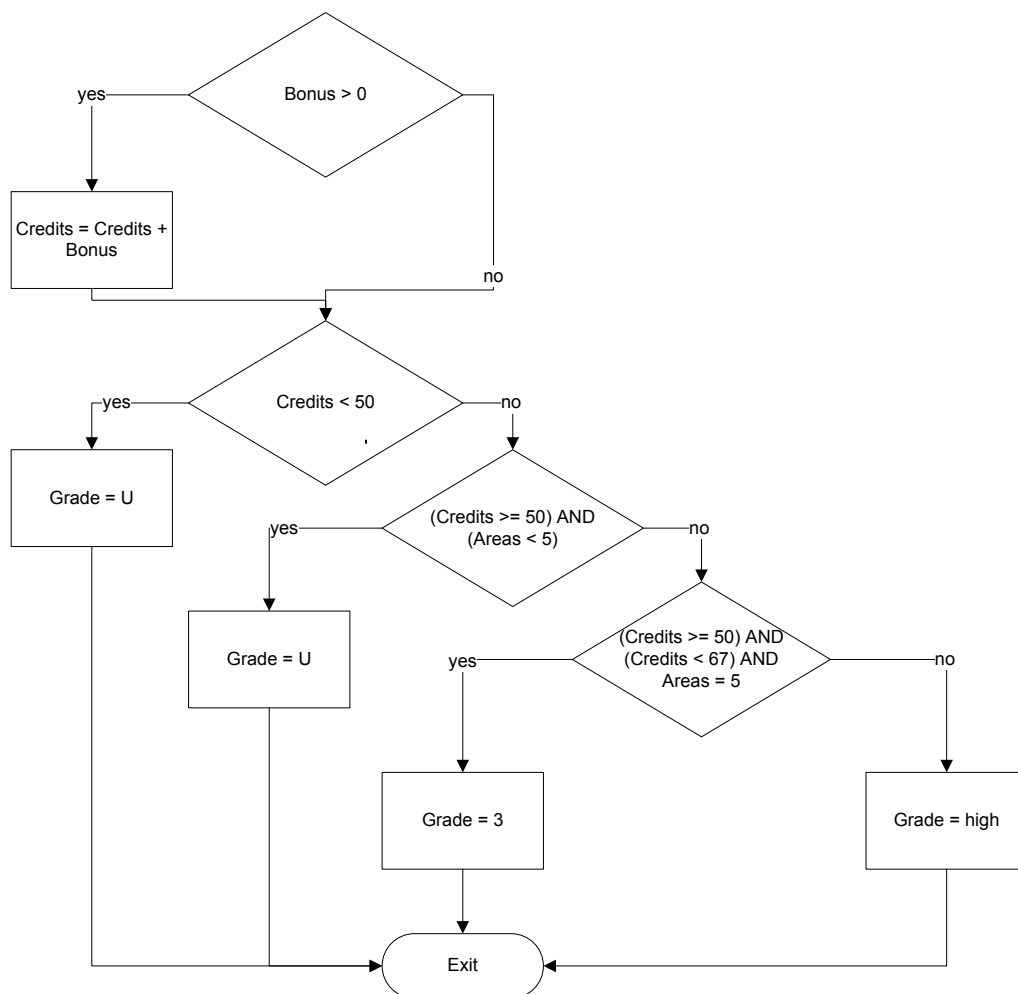 Bonus > 0
yes
Credits = Credits +
Bonus
no
Credits < 50
yes
no
Grade = U
(Credits >= 50) AND
(Areas < 5)
yes
no
Grade = U
(Credits >= 50) AND
(Credits < 67) AND
Areas = 5
yes
no
Grade = 3
Grade = high
Exit